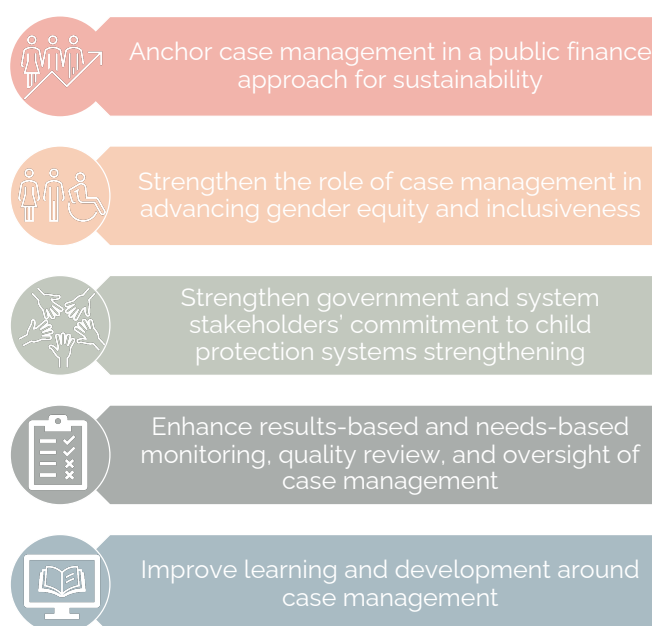 Anchor case management in a public finance
approach for sustainability
Strengthen the role of case management in
advancing gender equity and inclusiveness
Strengthen government and system
stakeholders’ commitment to child
protection systems strengthening
Enhance results-based and needs-based
monitoring, quality review, and oversight of
case management
Improve learning and development around
case management